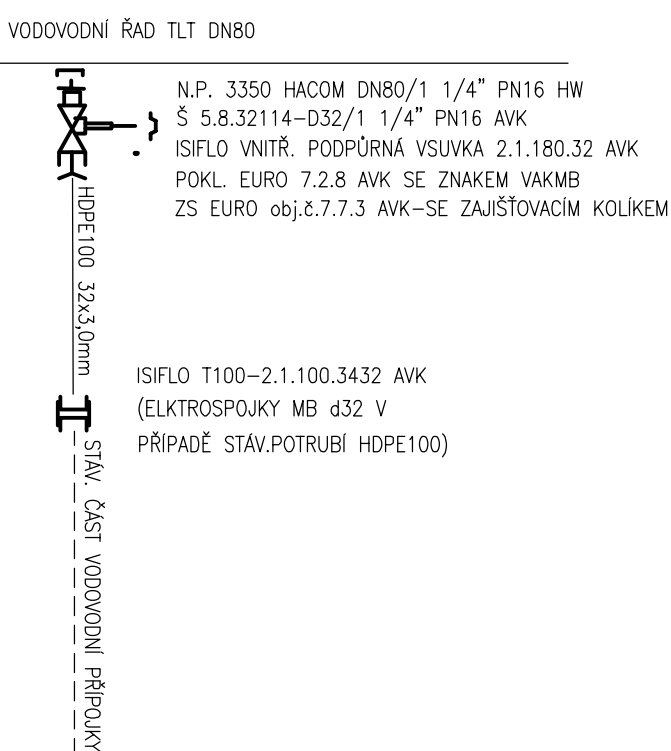 VODOVODNÍ ŘAD TLT DN80
N.P. 3350 HACOM DN80/1 1/4” PN16 HW
Š 5.8.32114–D32/1 1/4” PN16 AVK
ISIFLO VNITŘ. PODPŮRNÁ VSUVKA 2.1.180.32 AVK
POKL. EURO 7.2.8 AVK SE ZNAKEM VAKMB
ZS EURO obj.č.7.7.3 AVK–SE ZAJIŠŤOVACÍM KOLÍKEM
HDPE100 32x3,0mm
ISIFLO T100–2.1.100.3432 AVK
(ELKTROSPOJKY MB d32 V
PŘÍPADĚ STÁV.POTRUBÍ HDPE100)
STÁV. ČÁST VODOVODNÍ PŘÍPOJKY